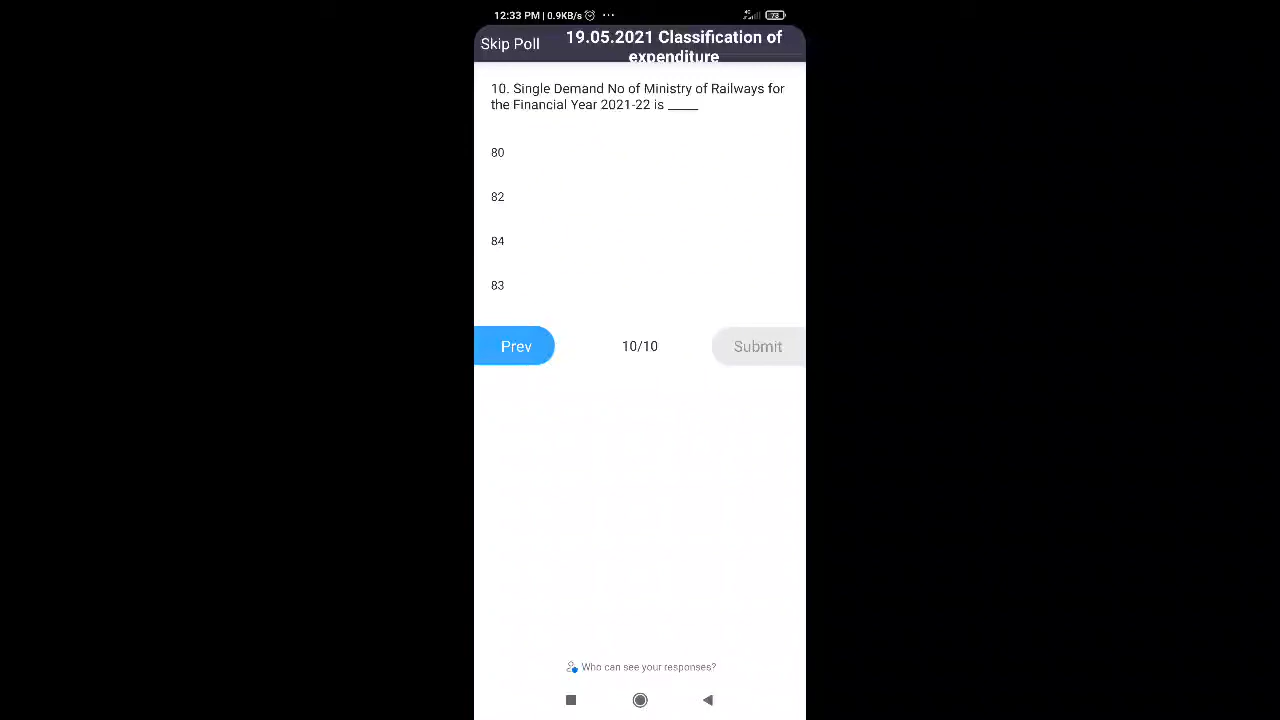 12:33 PM | 0.9KB/s
73
Skip Poll
19.05.2021 Classification of
expenditure
10. Single Demand No of Ministry of Railways for
the Financial Year 2021-22 is _____
80
82
84
83
Prev
10/10
Submit
Who can see your responses?